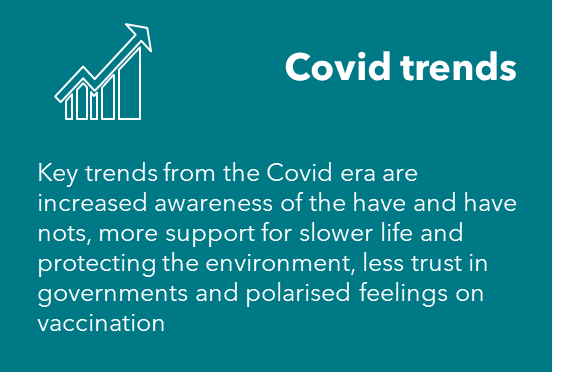 Covid trends
Key trends from the Covid era are
increased awareness of the have and have
nots, more support for slower life and
protecting the environment, less trust in
governments and polarised feelings on
vaccination